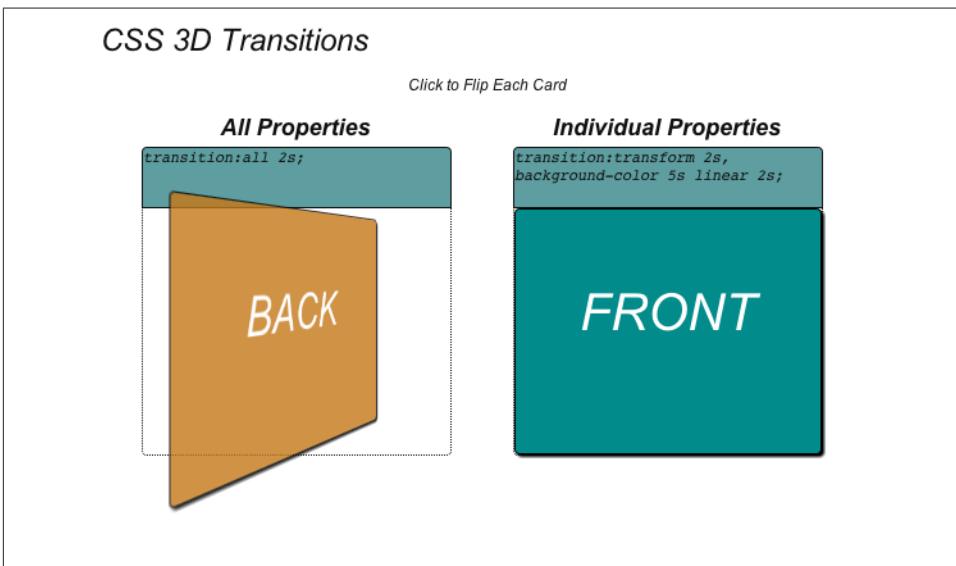 CSS 3D Transitions
Click to Flip Each Card
All Properties
transition:all 2s;
BACK
Individual Properties
transition:transform 2s,
background-color 5s linear 2s;
FRONT